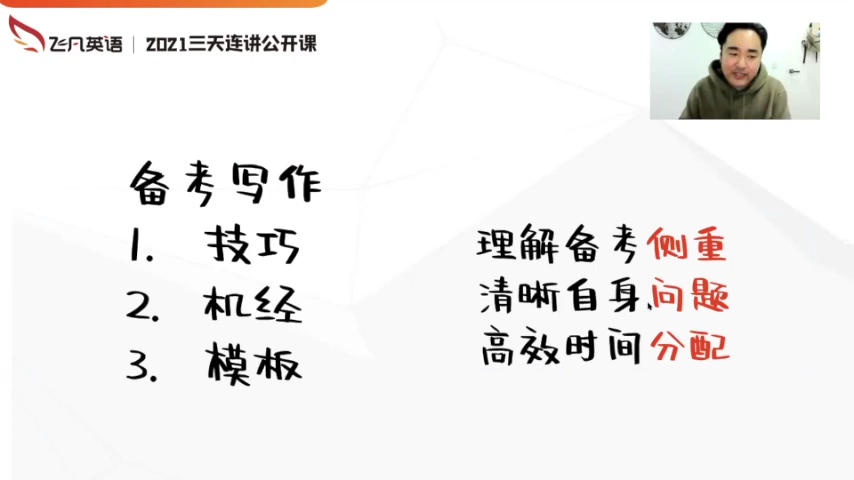 飞凡英语 | 2021三天连讲公开课
备考写作
1. 技巧
2. 机经
3. 模板
理解备考侧重
清晰自身问题
高效时间分配